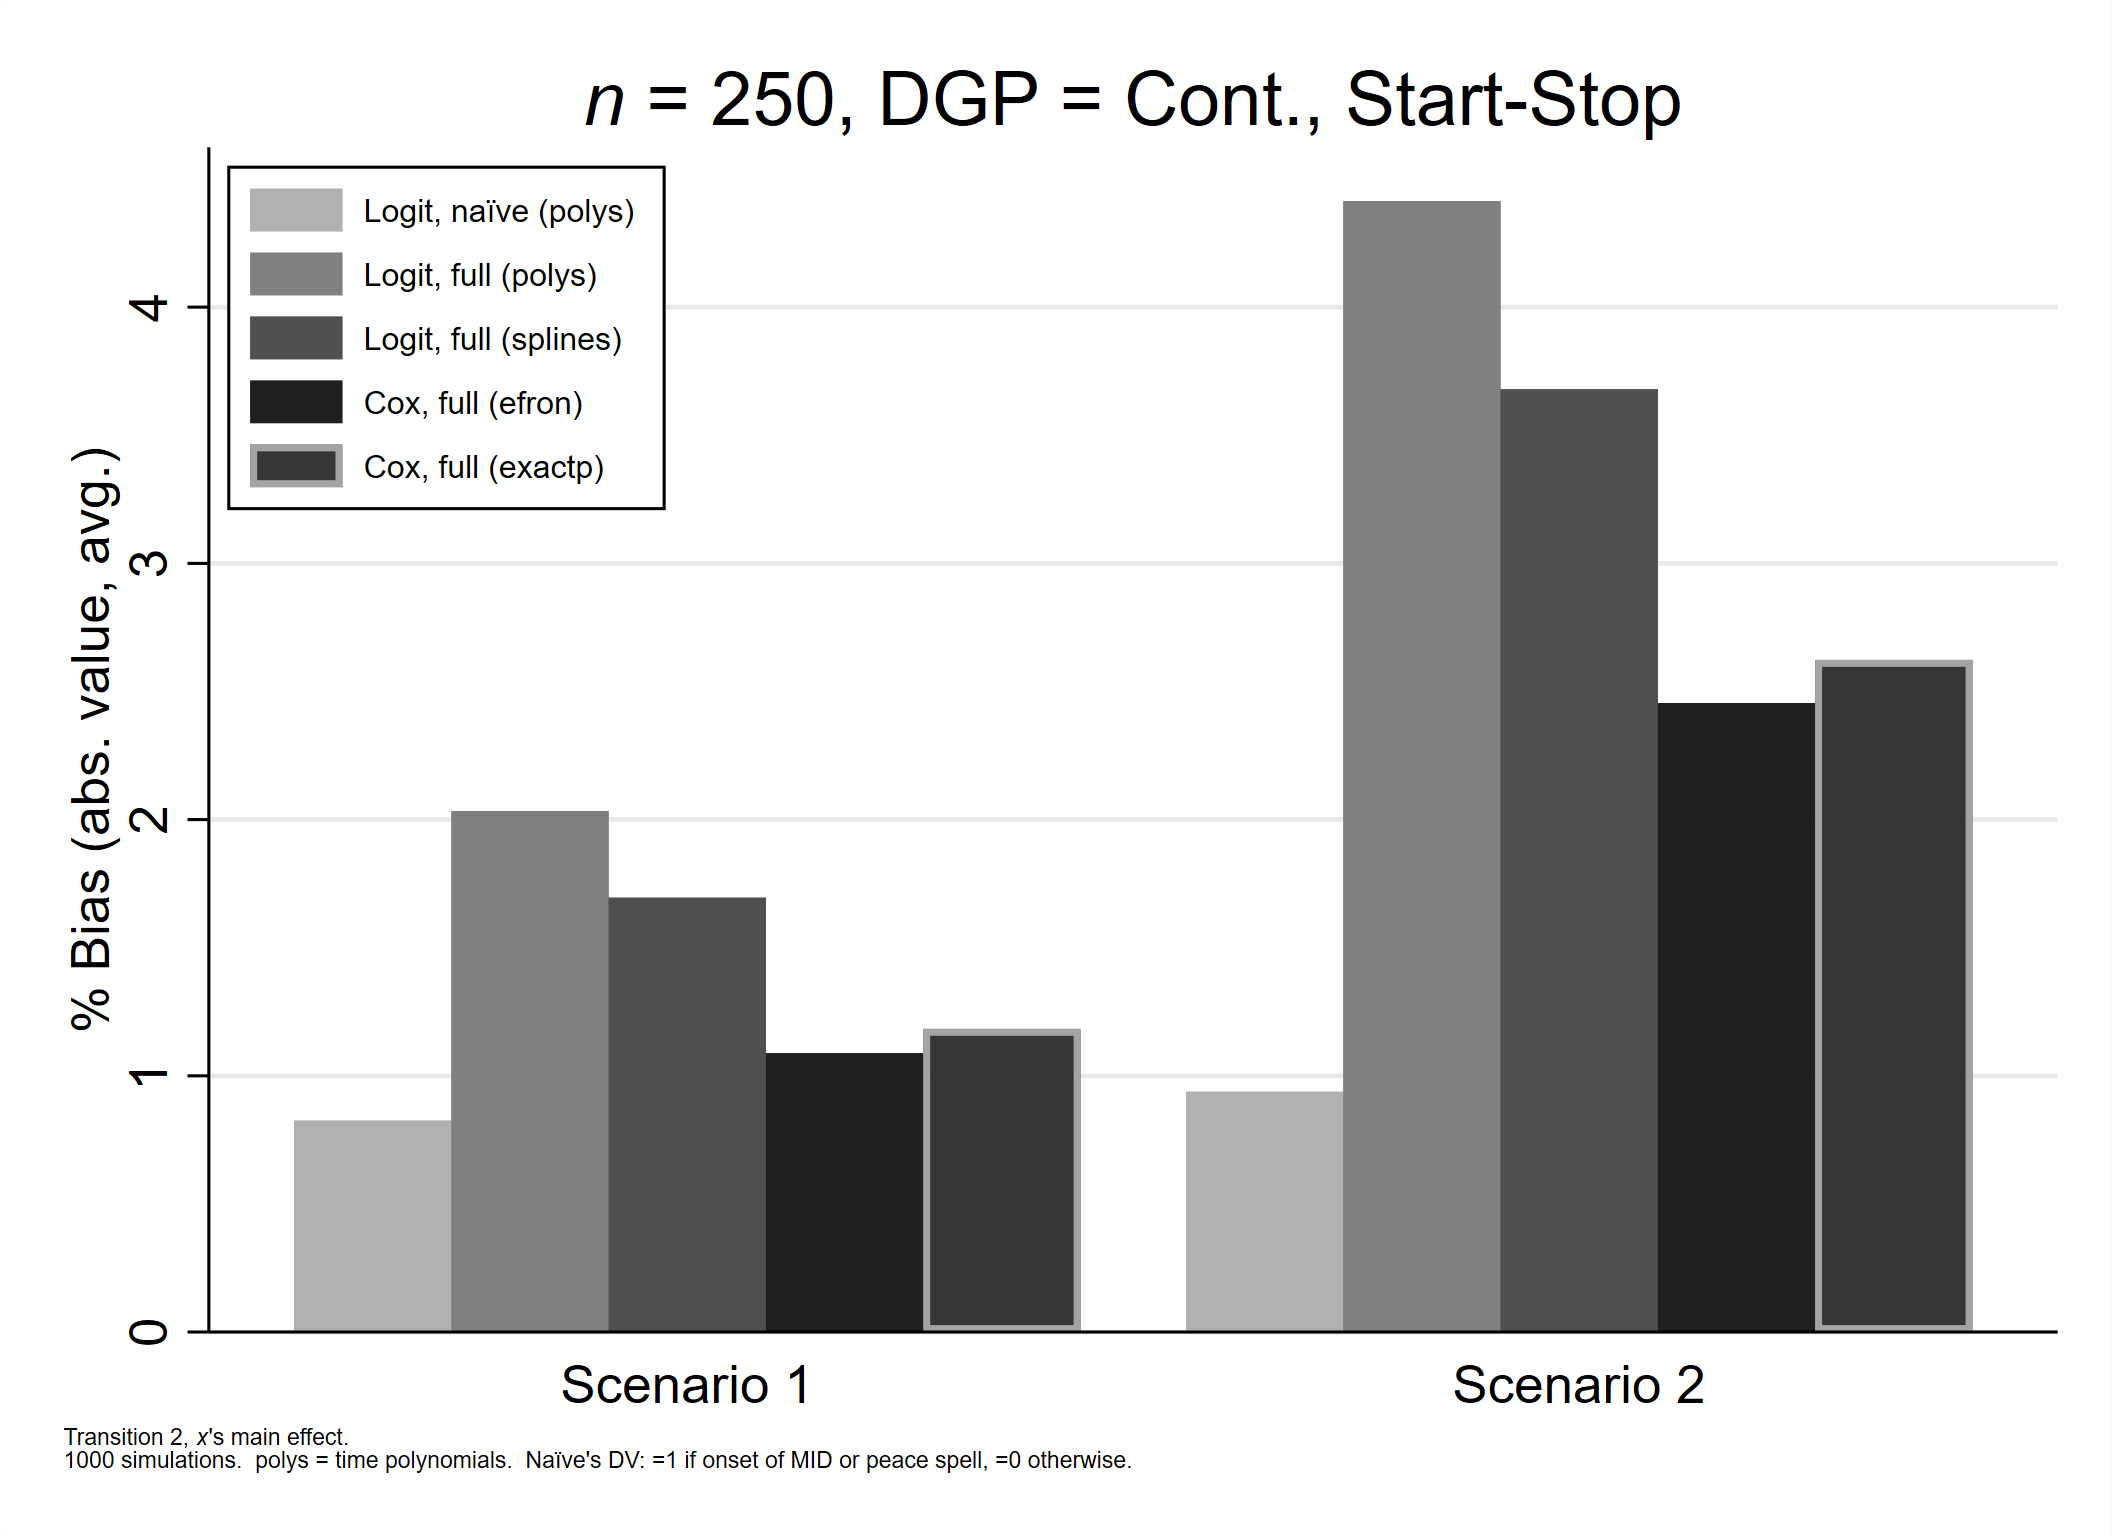 n = 250, DGP = Cont., Start-Stop
Logit, naïve (polys)
Logit, full (polys)
Logit, full (splines)
Cox, full (efron)
Cox, full (exactp)
% Bias (abs. value, avg.)
4
3
2
1
0
Scenario 1
Scenario 2
Transition 2, x's main effect.
1000 simulations.  polys = time polynomials.  Naïve's DV: =1 if onset of MID or peace spell, =0 otherwise.